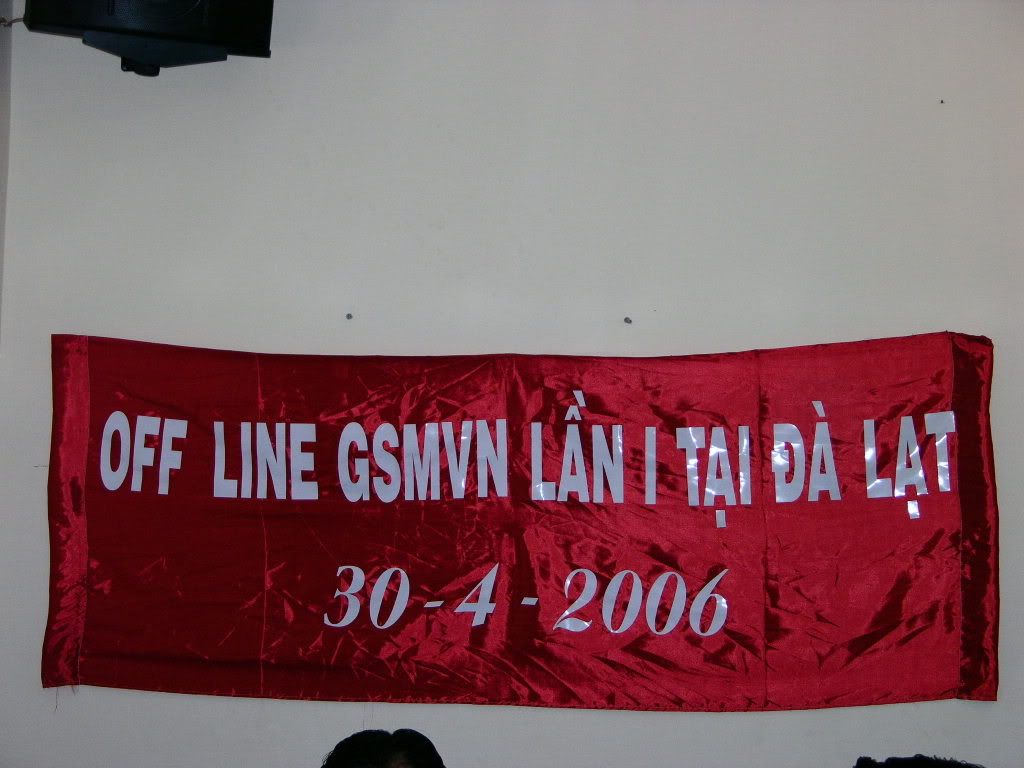 OFF LINE GSMVN LẦN I TẠI ĐÀ LẠT
30-4-2006